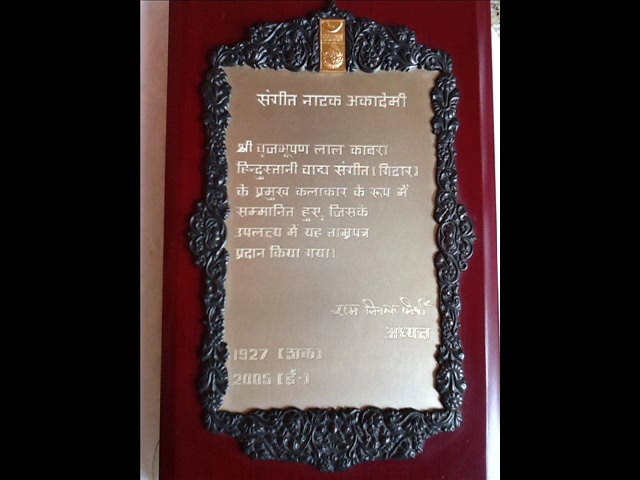 संगीत नाटक अकादेमी
श्री बृजभूषण लाल काबरा
हिन्दुस्तानी वाद्य संगीत (गिटार)
के प्रमुख कलाकार के रूप में
सम्मानित हुए, जिसके
उपलक्ष्य में यह ताम्रपत्र
प्रदान किया गया।
राम निवास मिर्धा
अध्यक्ष
1927 (शक)
2005 (ई॰)